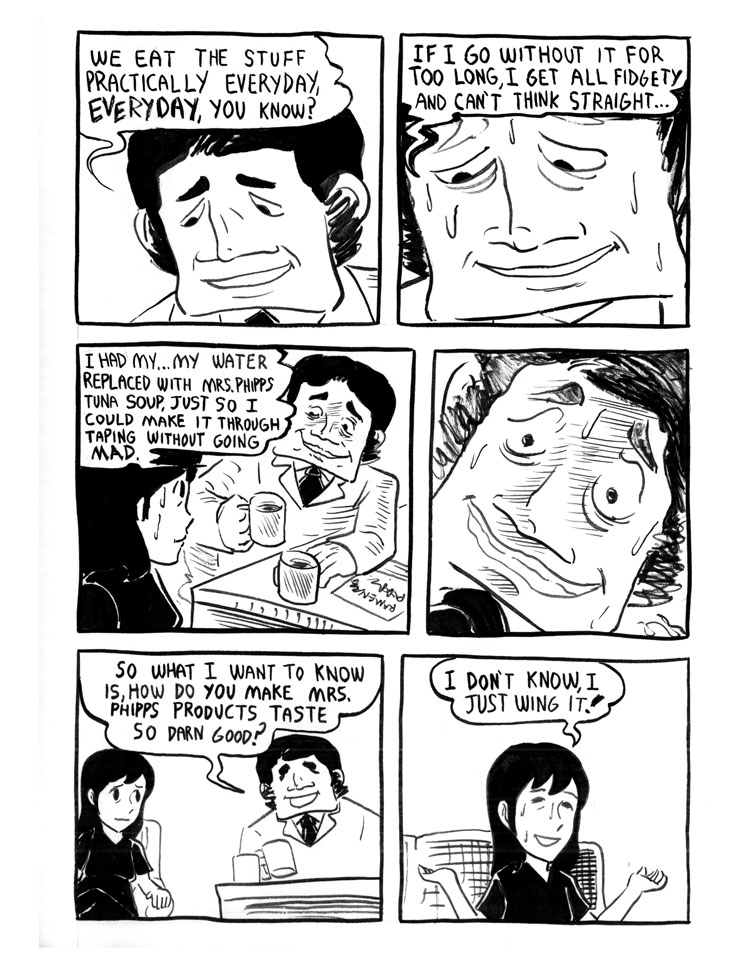 WE EAT THE STUFF
PRACTICALLY EVERYDAY,
EVERYDAY, YOU KNOW?
IF I GO WITHOUT IT FOR
TOO LONG, I GET ALL FIDGETY
AND CAN'T THINK STRAIGHT...
I HAD MY... MY WATER
REPLACED WITH MRS. PHIPPS
TUNA SOUP, JUST SO I
COULD MAKE IT THROUGH
TAPING WITHOUT GOING
MAD.
SO WHAT I WANT TO KNOW
IS, HOW DO YOU MAKE MRS.
PHIPPS PRODUCTS TASTE
SO DARN GOOD?
I DON'T KNOW, I
JUST WING IT!